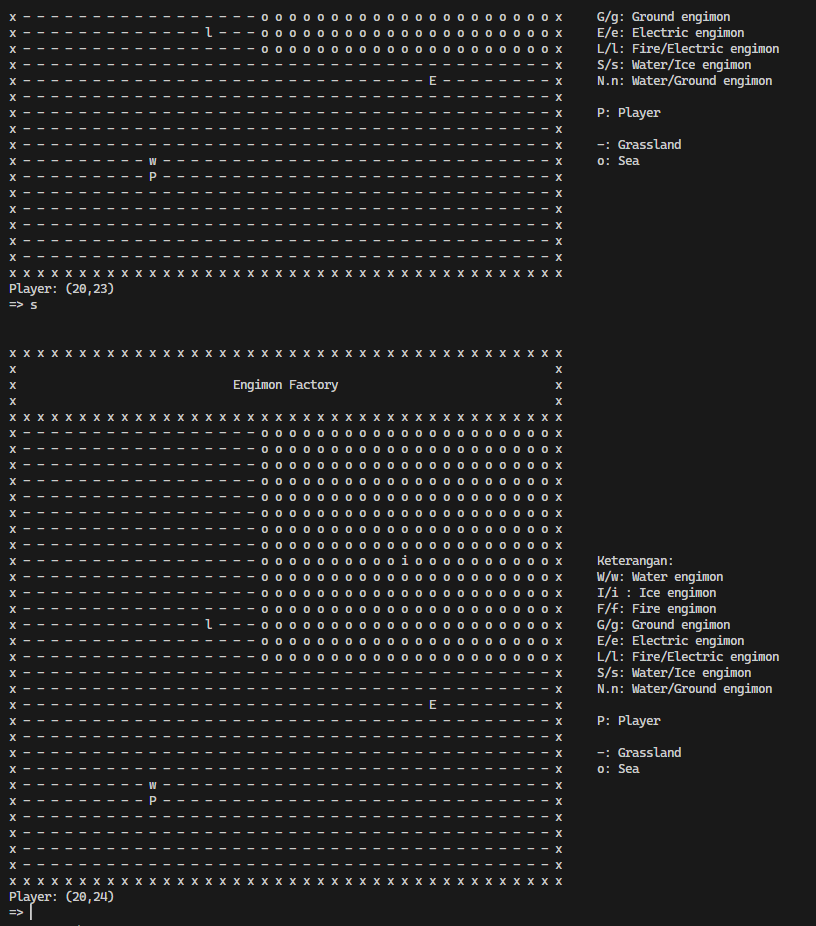 x - - - - - - - - - - - - - - - - - o o o o o o o o o o o o o o o o o o o o o x G/g: Ground engimon
x - - - - - - - - - - - - - l - - - o o o o o o o o o o o o o o o o o o o o o x E/e: Electric engimon
x - - - - - - - - - - - - - - - - - o o o o o o o o o o o o o o o o o o o o o x L/l: Fire/Electric engimon
x - - - - - - - - - - - - - - - - - - - - - - - - - - - - - - - - - - - - - - x S/s: Water/Ice engimon
x - - - - - - - - - - - - - - - - - - - - - - - - - - - - - E - - - - - - - - x N.n: Water/Ground engimon
x - - - - - - - - - - - - - - - - - - - - - - - - - - - - - - - - - - - - - - x
x - - - - - - - - - - - - - - - - - - - - - - - - - - - - - - - - - - - - - - x P: Player
x - - - - - - - - - - - - - - - - - - - - - - - - - - - - - - - - - - - - - - x
x - - - - - - - - - - - - - - - - - - - - - - - - - - - - - - - - - - - - - - x -: Grassland
x - - - - - - - - - w - - - - - - - - - - - - - - - - - - - - - - - - - - - - x o: Sea
x - - - - - - - - - P - - - - - - - - - - - - - - - - - - - - - - - - - - - - x
x - - - - - - - - - - - - - - - - - - - - - - - - - - - - - - - - - - - - - - x
x - - - - - - - - - - - - - - - - - - - - - - - - - - - - - - - - - - - - - - x
x - - - - - - - - - - - - - - - - - - - - - - - - - - - - - - - - - - - - - - x
x - - - - - - - - - - - - - - - - - - - - - - - - - - - - - - - - - - - - - - x
x - - - - - - - - - - - - - - - - - - - - - - - - - - - - - - - - - - - - - - x
x x x x x x x x x x x x x x x x x x x x x x x x x x x x x x x x x x x x x x x x
Player: (20,23)
=> s
x x x x x x x x x x x x x x x x x x x x x x x x x x x x x x x x x x x x x x x x
x x
x Engimon Factory x
x x
x x x x x x x x x x x x x x x x x x x x x x x x x x x x x x x x x x x x x x x x
x - - - - - - - - - - - - - - - - - o o o o o o o o o o o o o o o o o o o o o x
x - - - - - - - - - - - - - - - - - o o o o o o o o o o o o o o o o o o o o o x
x - - - - - - - - - - - - - - - - - o o o o o o o o o o o o o o o o o o o o o x
x - - - - - - - - - - - - - - - - - o o o o o o o o o o o o o o o o o o o o o x
x - - - - - - - - - - - - - - - - - o o o o o o o o o o o o o o o o o o o o o x
x - - - - - - - - - - - - - - - - - o o o o o o o o o o o o o o o o o o o o o x
x - - - - - - - - - - - - - - - - - o o o o o o o o o o o o o o o o o o o o o x
x - - - - - - - - - - - - - - - - - o o o o o o o o o o o o o o o o o o o o o x
x - - - - - - - - - - - - - - - - - o o o o o o o o o o i o o o o o o o o o o x Keterangan:
x - - - - - - - - - - - - - - - - - o o o o o o o o o o o o o o o o o o o o o x W/w: Water engimon
x - - - - - - - - - - - - - - - - - o o o o o o o o o o o o o o o o o o o o o x I/i : Ice engimon
x - - - - - - - - - - - - - - - - - o o o o o o o o o o o o o o o o o o o o o x F/f: Fire engimon
x - - - - - - - - - - - - - l - - - o o o o o o o o o o o o o o o o o o o o o x G/g: Ground engimon
x - - - - - - - - - - - - - - - - - o o o o o o o o o o o o o o o o o o o o o x E/e: Electric engimon
x - - - - - - - - - - - - - - - - - o o o o o o o o o o o o o o o o o o o o o x L/l: Fire/Electric engimon
x - - - - - - - - - - - - - - - - - - - - - - - - - - - - - - - - - - - - - - x S/s: Water/Ice engimon
x - - - - - - - - - - - - - - - - - - - - - - - - - - - - - - - - - - - - - - x N.n: Water/Ground engimon
x - - - - - - - - - - - - - - - - - - - - - - - - - - - - - E - - - - - - - - x
x - - - - - - - - - - - - - - - - - - - - - - - - - - - - - - - - - - - - - - x P: Player
x - - - - - - - - - - - - - - - - - - - - - - - - - - - - - - - - - - - - - - x
x - - - - - - - - - - - - - - - - - - - - - - - - - - - - - - - - - - - - - - x -: Grassland
x - - - - - - - - - - - - - - - - - - - - - - - - - - - - - - - - - - - - - - x o: Sea
x - - - - - - - - - w - - - - - - - - - - - - - - - - - - - - - - - - - - - - x
x - - - - - - - - - P - - - - - - - - - - - - - - - - - - - - - - - - - - - - x
x - - - - - - - - - - - - - - - - - - - - - - - - - - - - - - - - - - - - - - x
x - - - - - - - - - - - - - - - - - - - - - - - - - - - - - - - - - - - - - - x
x - - - - - - - - - - - - - - - - - - - - - - - - - - - - - - - - - - - - - - x
x - - - - - - - - - - - - - - - - - - - - - - - - - - - - - - - - - - - - - - x
x x x x x x x x x x x x x x x x x x x x x x x x x x x x x x x x x x x x x x x x
Player: (20,24)
=>